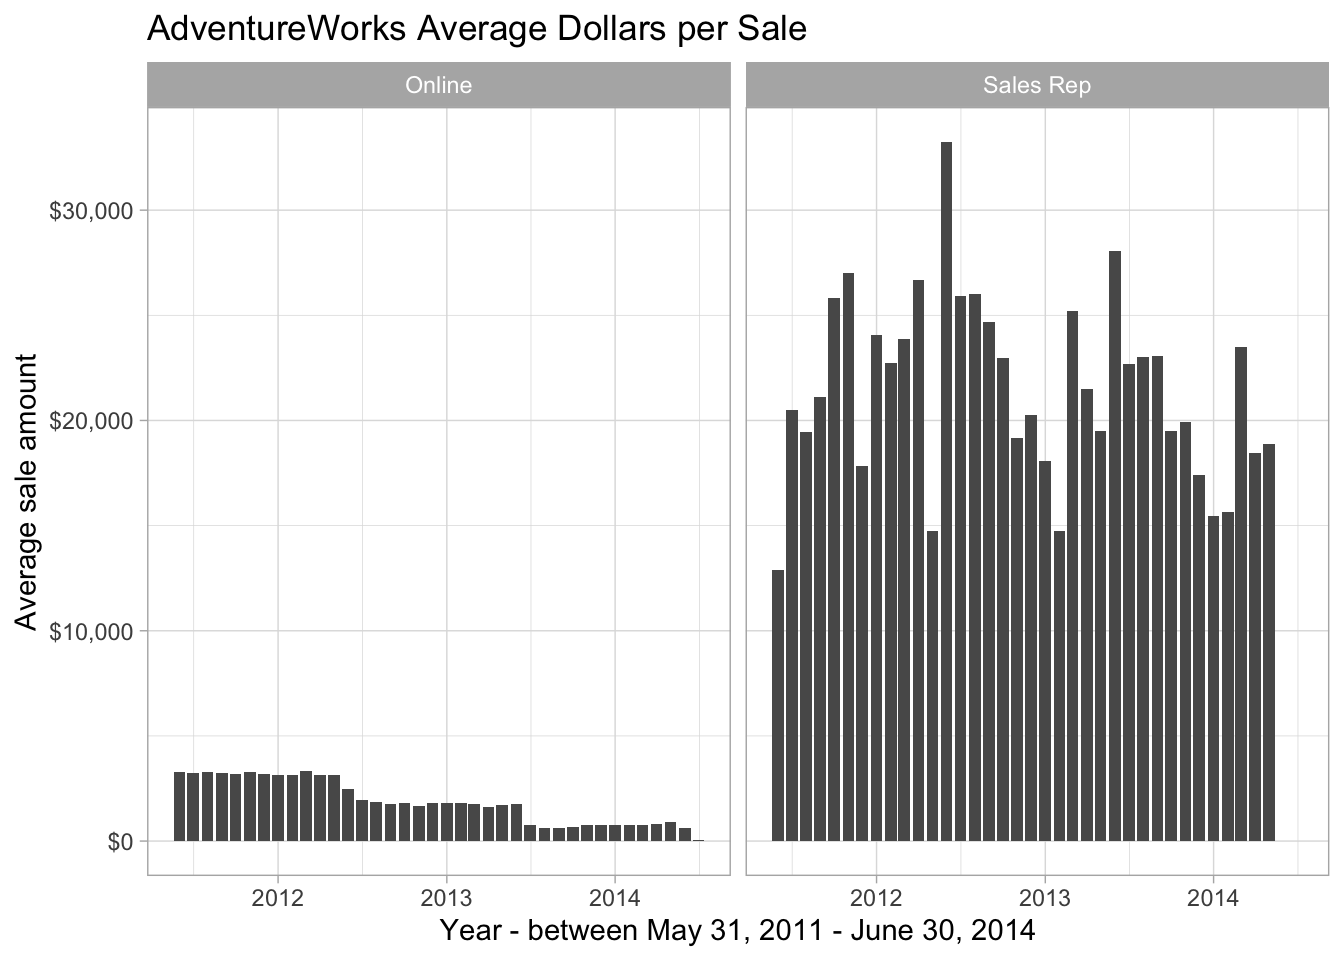 AdventureWorks Average Dollars per Sale
Online
Sales Rep
$30,000
$20,000
$10,000
$0
Average sale amount
2012
2013
2014
2012
2013
2014
Year - between May 31, 2011 - June 30, 2014